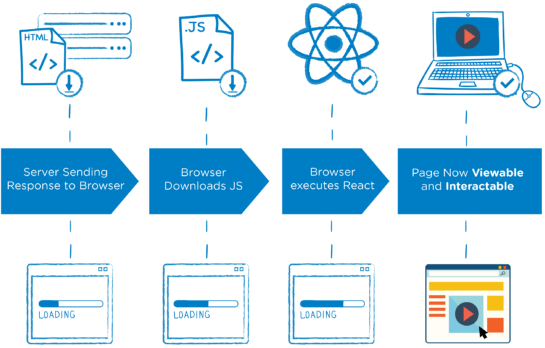 HTML
</>
.JS
</>
Server Sending
Response to Browser
Browser
Downloads JS
Browser
executes React
Page Now Viewable
and Interactable
LOADING
LOADING
LOADING